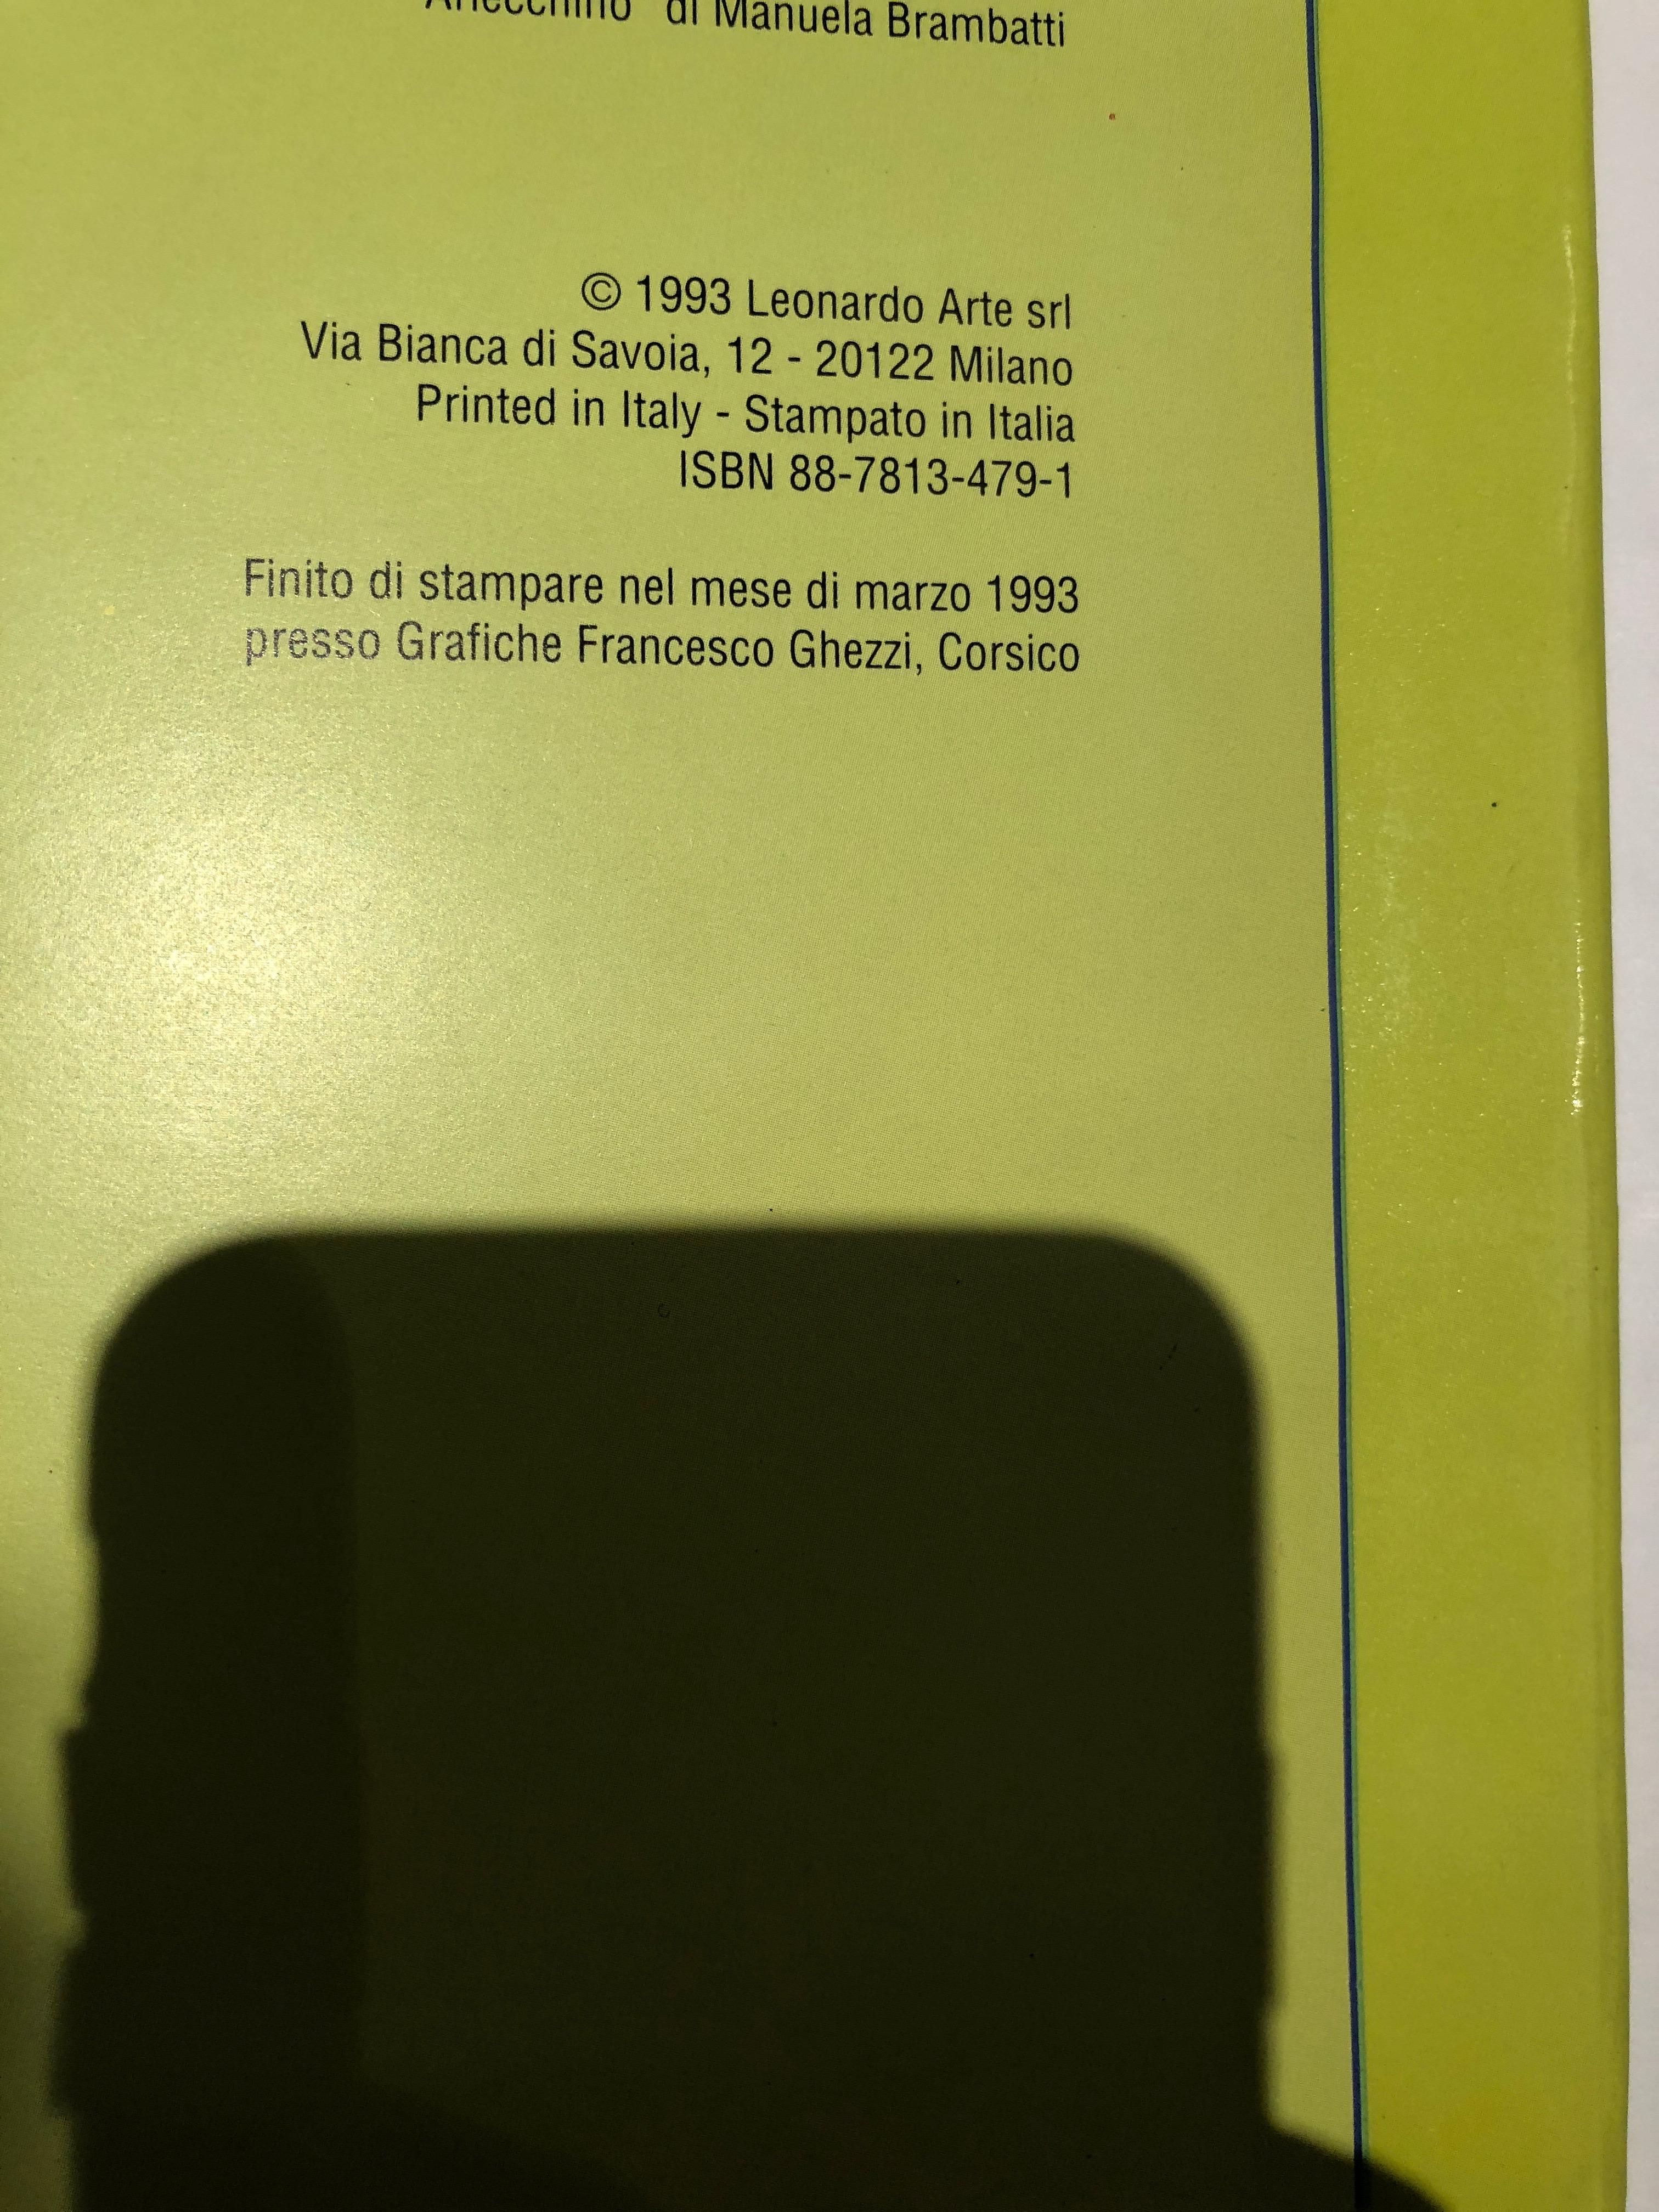 Arlecchino" di Manuela Brambatti
© 1993 Leonardo Arte srl
Via Bianca di Savoia, 12 - 20122 Milano
Printed in Italy - Stampato in Italia
ISBN 88-7813-479-1
Finito di stampare nel mese di marzo 1993
presso Grafiche Francesco Ghezzi, Corsico